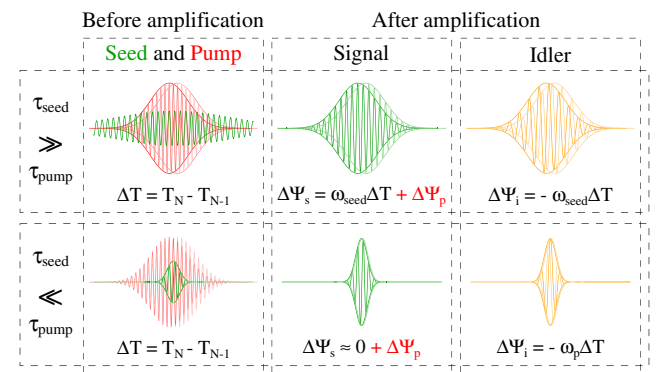 Before amplification
After amplification
Seed and Pump
Signal
Idler
τseed
≫
τpump
ΔT = TN - TN-1
ΔΨs = ωseedΔT + ΔΨp
ΔΨi = - ωseedΔT
τseed
≪
τpump
ΔT = TN - TN-1
ΔΨs ≈ 0 + ΔΨp
ΔΨi = - ωpΔT